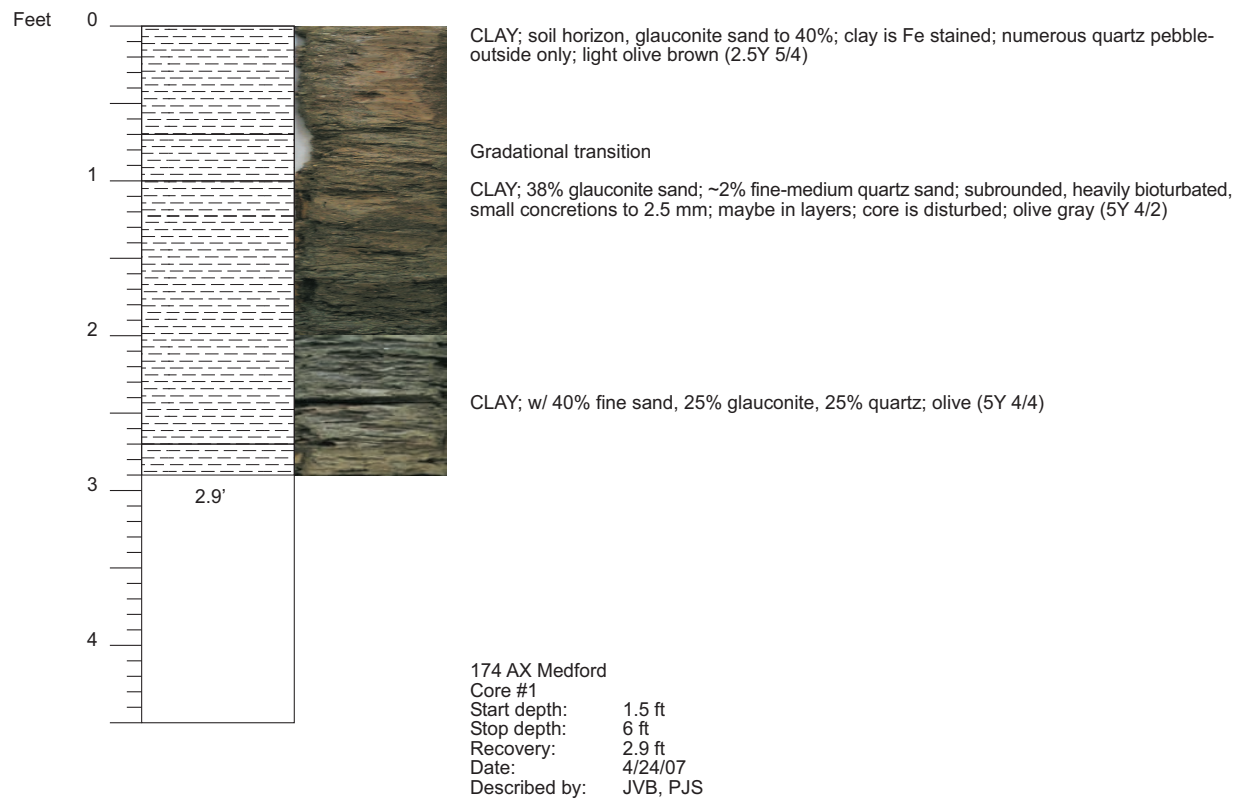 Feet
0
CLAY; soil horizon, glauconite sand to 40%; clay is Fe stained; numerous quartz pebble-
outside only; light olive brown (2.5Y 5/4)
Gradational transition
1
CLAY; 38% glauconite sand; ~2% fine-medium quartz sand; subrounded, heavily bioturbated,
small concretions to 2.5 mm; maybe in layers; core is disturbed; olive gray (5Y 4/2)
2
CLAY; w/ 40% fine sand, 25% glauconite, 25% quartz; olive (5Y 4/4)
3
2.9’
4
174 AX Medford
Core #1
Start depth: 1.5 ft
Stop depth: 6 ft
Recovery: 2.9 ft
Date: 4/24/07
Described by: JVB, PJS